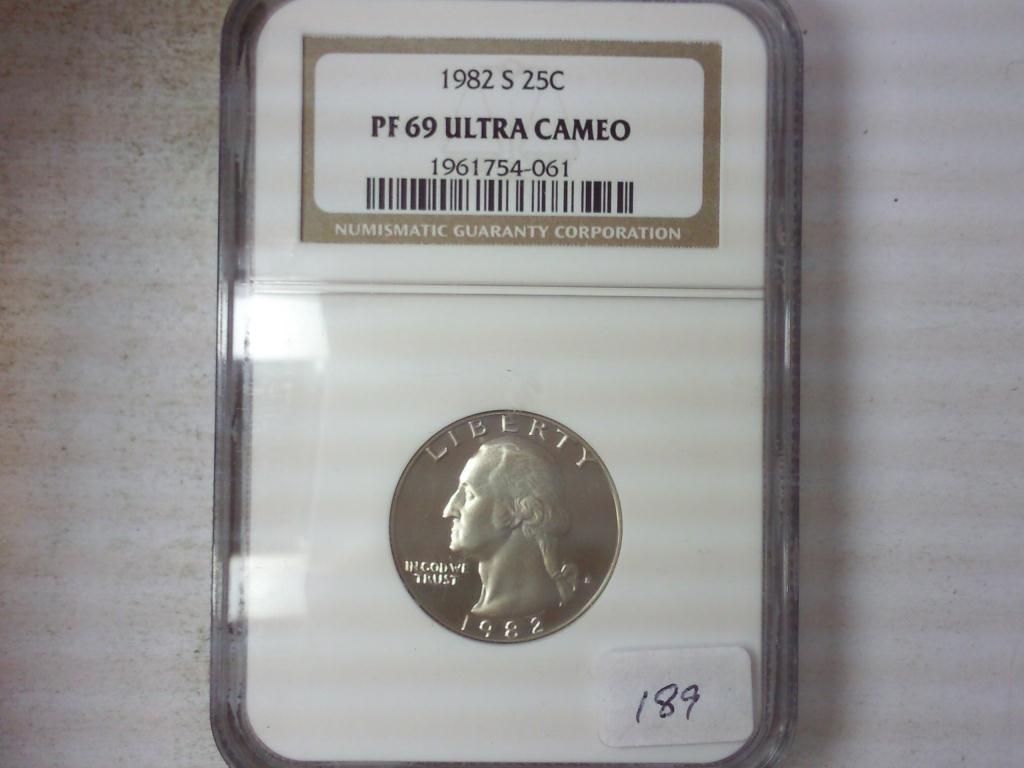 1982 S 25C
PF 69 ULTRA CAMEO
1961754-061
NUMISMATIC GUARANTY CORPORATION
LIBERTY
IN GOD WE
TRUST
1982
189